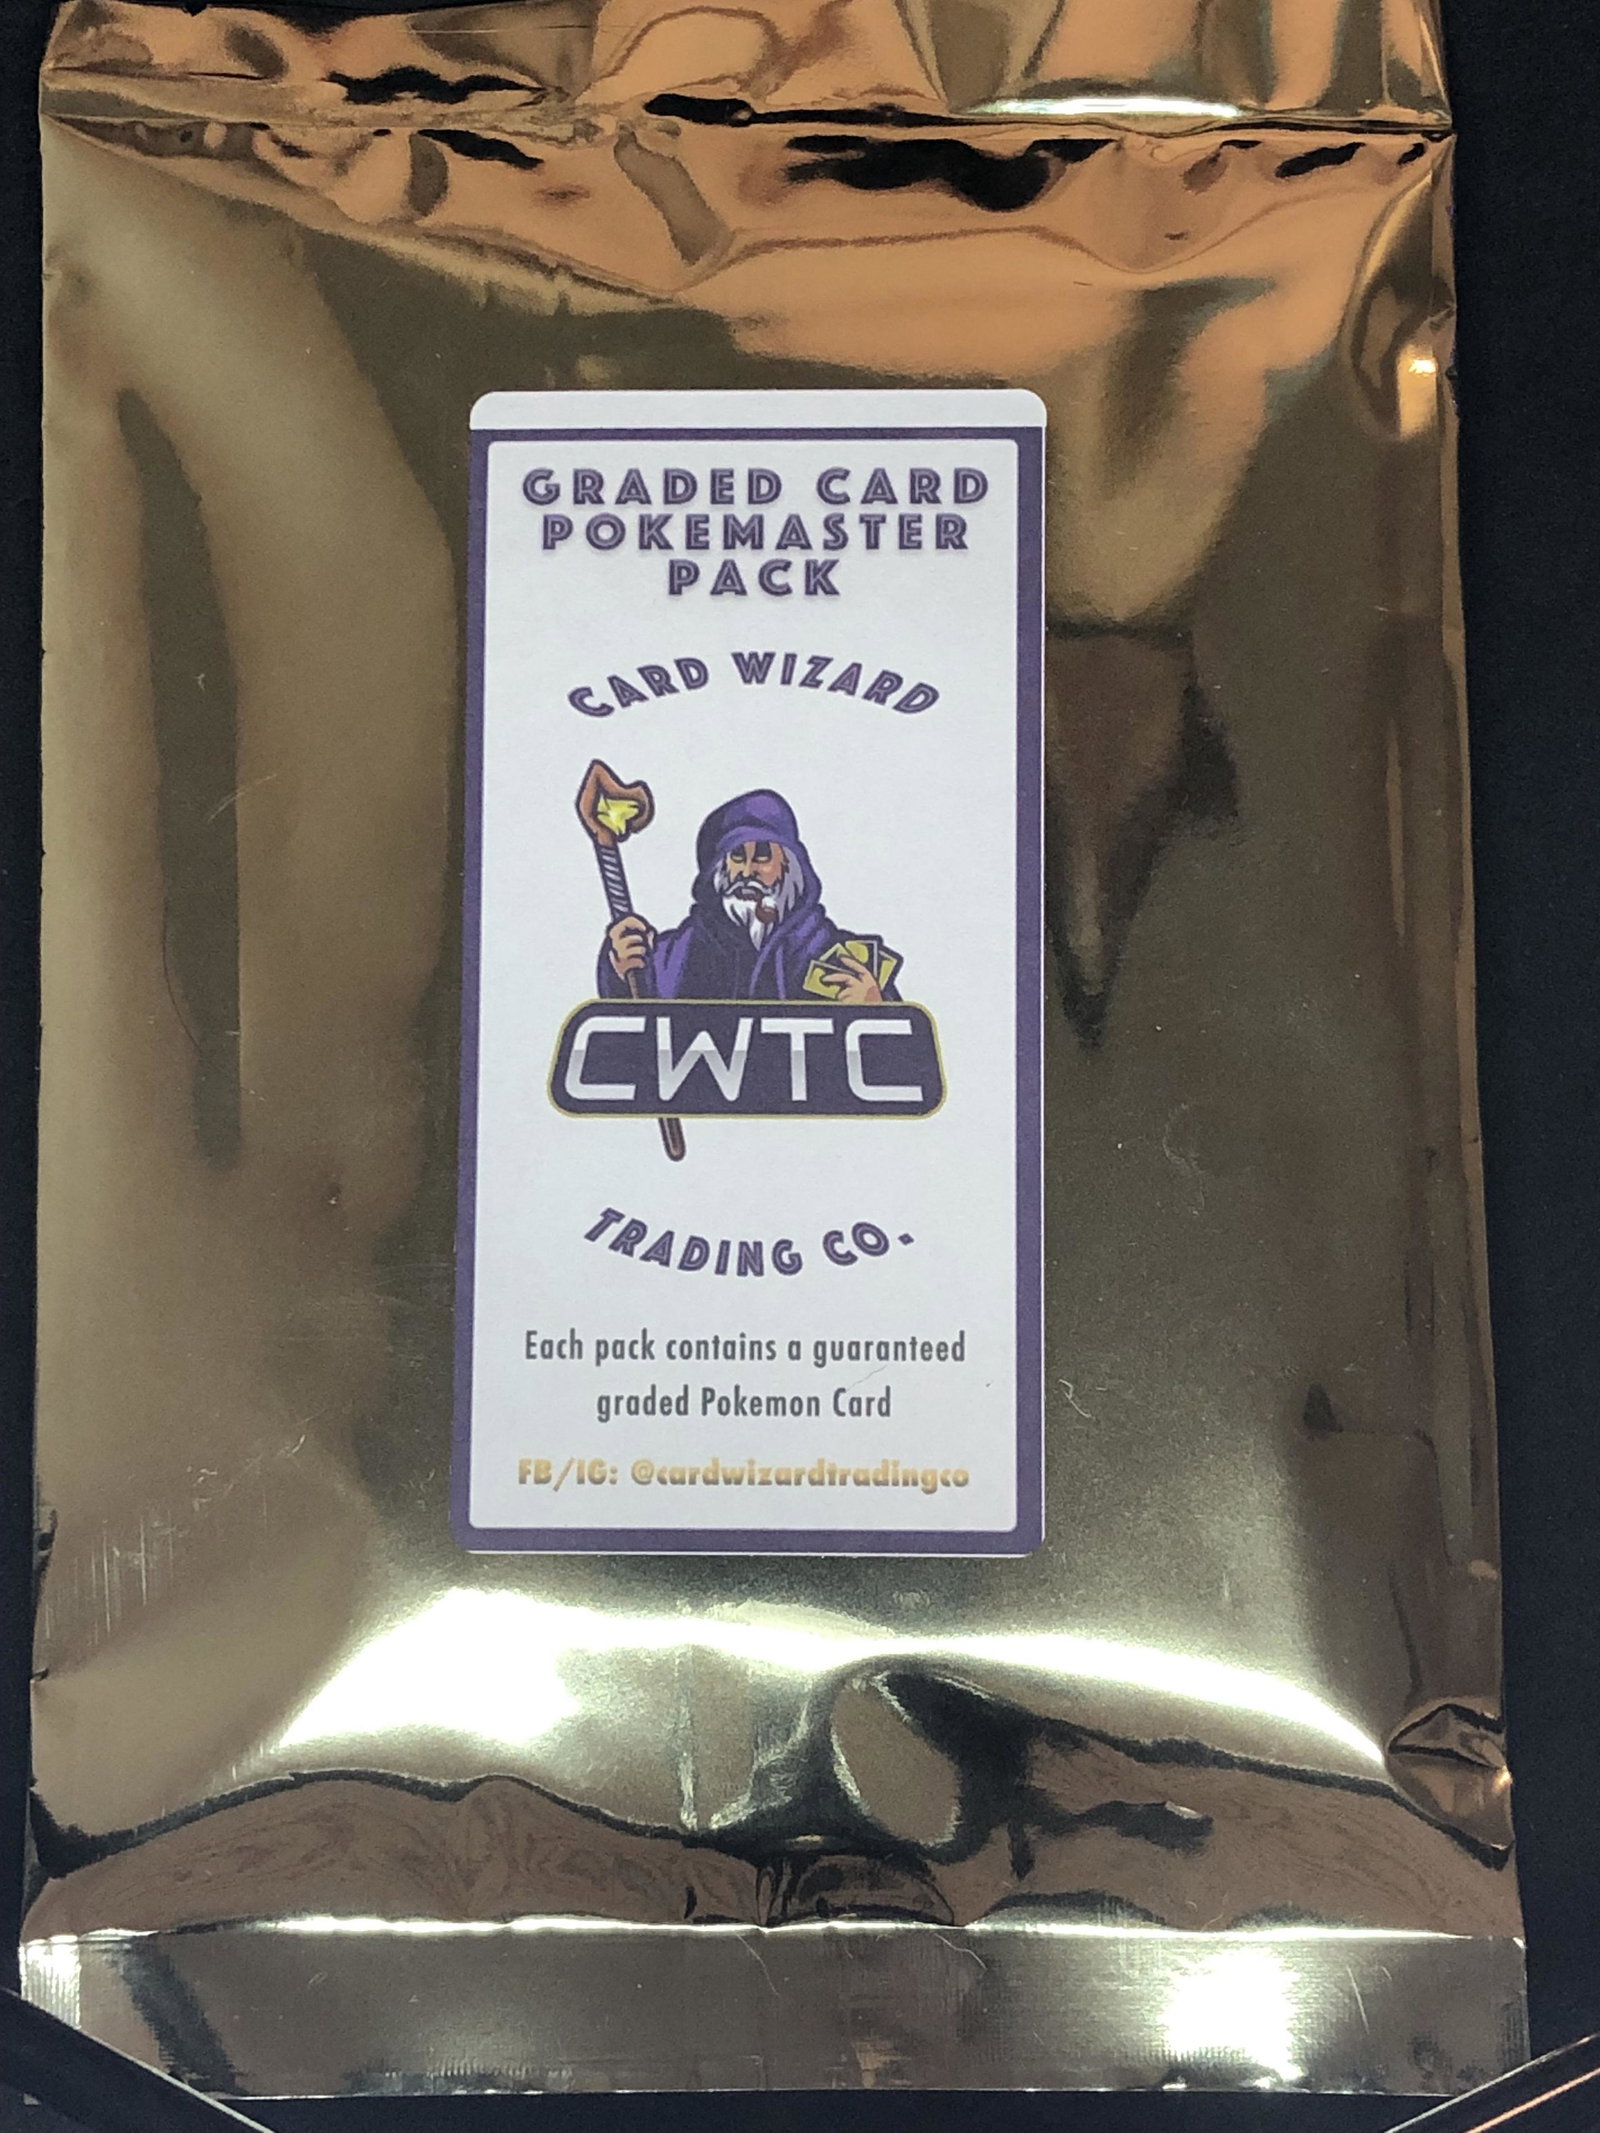 GRADED CARD
POKEMASTER
PACK
CARD WIZARD
CWTC
TRADING CO.
Each pack contains a guaranteed
graded Pokemon Card
FB/IG: @cardwizardtradingco